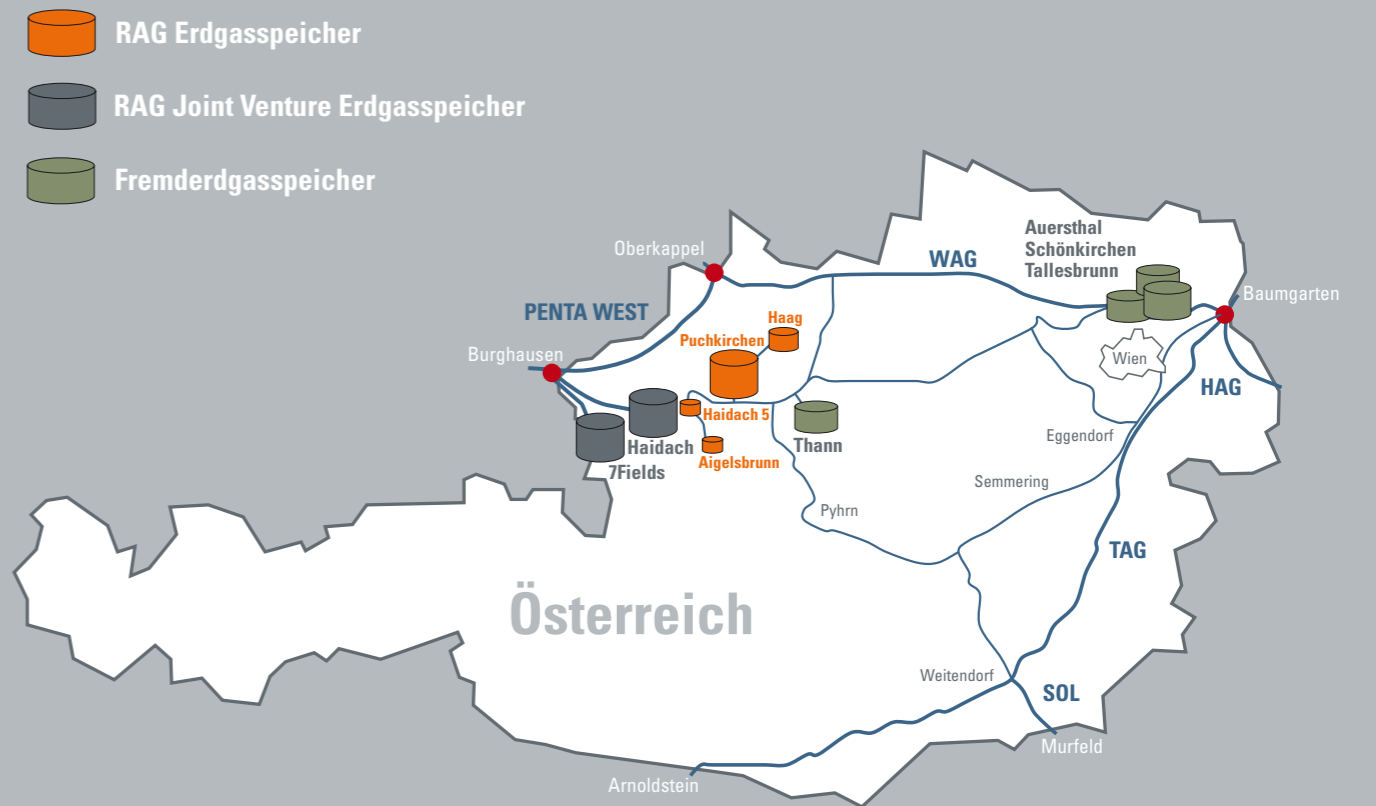 RAG Erdgasspeicher
RAG Joint Venture Erdgasspeicher
Fremderdgasspeicher
Auersthal
Schönkirchen
Tallesbrunn
Oberkappel
WAG
Baumgarten
PENTA WEST
Haag
Puchkirchen
Burghausen
Wien
HAG
Haidach 5
Haidach
7Fields
Aigelsbrunn
Thann
Eggendorf
Semmering
Pyhrn
TAG
Österreich
Weitendorf
SOL
Murfeld
Arnoldstein